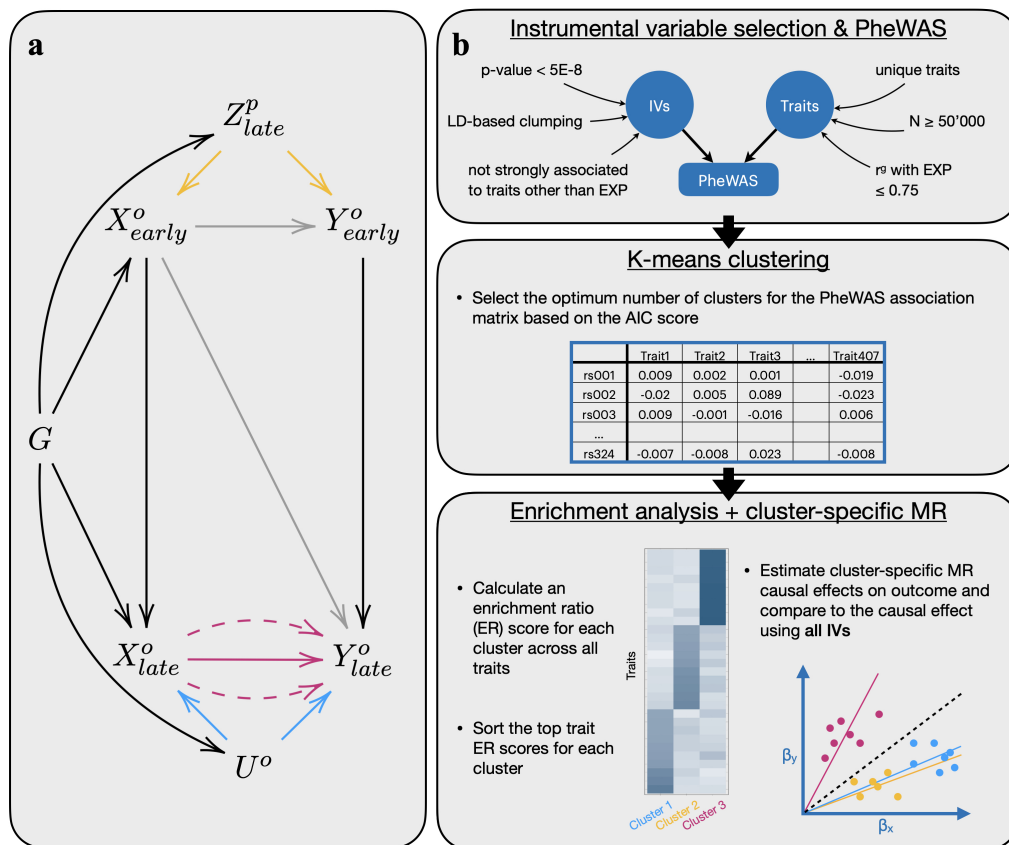 a
Z^p_late
X^o_early
Y^o_early
G
X^o_late
Y^o_late
U^o
b
Instrumental variable selection & PheWAS
p-value < 5E-8
LD-based clumping
not strongly associated
to traits other than EXP
IVs
Traits
unique traits
N ≥ 50'000
r^g with EXP
≤ 0.75
PheWAS
K-means clustering
• Select the optimum number of clusters for the PheWAS association
matrix based on the AIC score
Trait1 Trait2 Trait3 ... Trait407
rs001 0.009 0.002 0.001 -0.019
rs002 -0.02 0.005 0.089 -0.023
rs003 0.009 -0.001 -0.016 0.006
...
rs324 -0.007 -0.008 0.023 -0.008
Enrichment analysis + cluster-specific MR
• Calculate an
enrichment ratio
(ER) score for each
cluster across all
traits
• Sort the top trait
ER scores for each
cluster
Traits
Cluster 1
Cluster 2
Cluster 3
• Estimate cluster-specific MR
causal effects on outcome and
compare to the causal effect
using all IVs
βy
βx